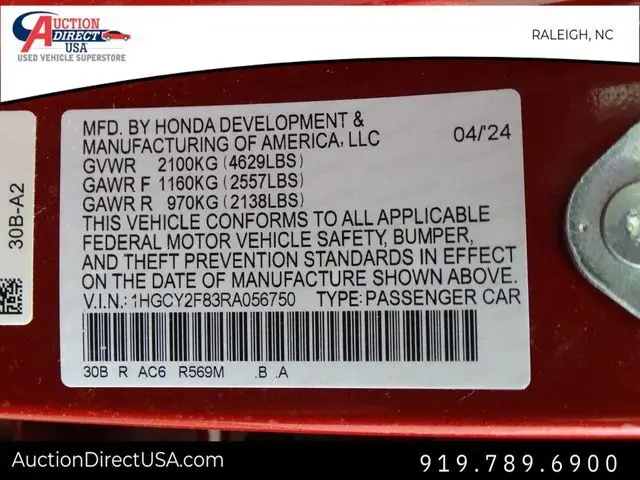 AUCTION
DIRECT
USA
USED VEHICLE SUPERSTORE
RALEIGH, NC
30B-A2
MFD. BY HONDA DEVELOPMENT &
MANUFACTURING OF AMERICA, LLC
04/'24
GVWR 2100KG (4629LBS)
GAWR F 1160KG (2557LBS)
GAWR R 970KG (2138LBS)
THIS VEHICLE CONFORMS TO ALL APPLICABLE
FEDERAL MOTOR VEHICLE SAFETY, BUMPER,
AND THEFT PREVENTION STANDARDS IN EFFECT
ON THE DATE OF MANUFACTURE SHOWN ABOVE.
V.I.N.: 1HGCY2F83RA056750 TYPE: PASSENGER CAR
30B R AC6 R569M .B .A
AuctionDirectUSA.com
919.789.6900